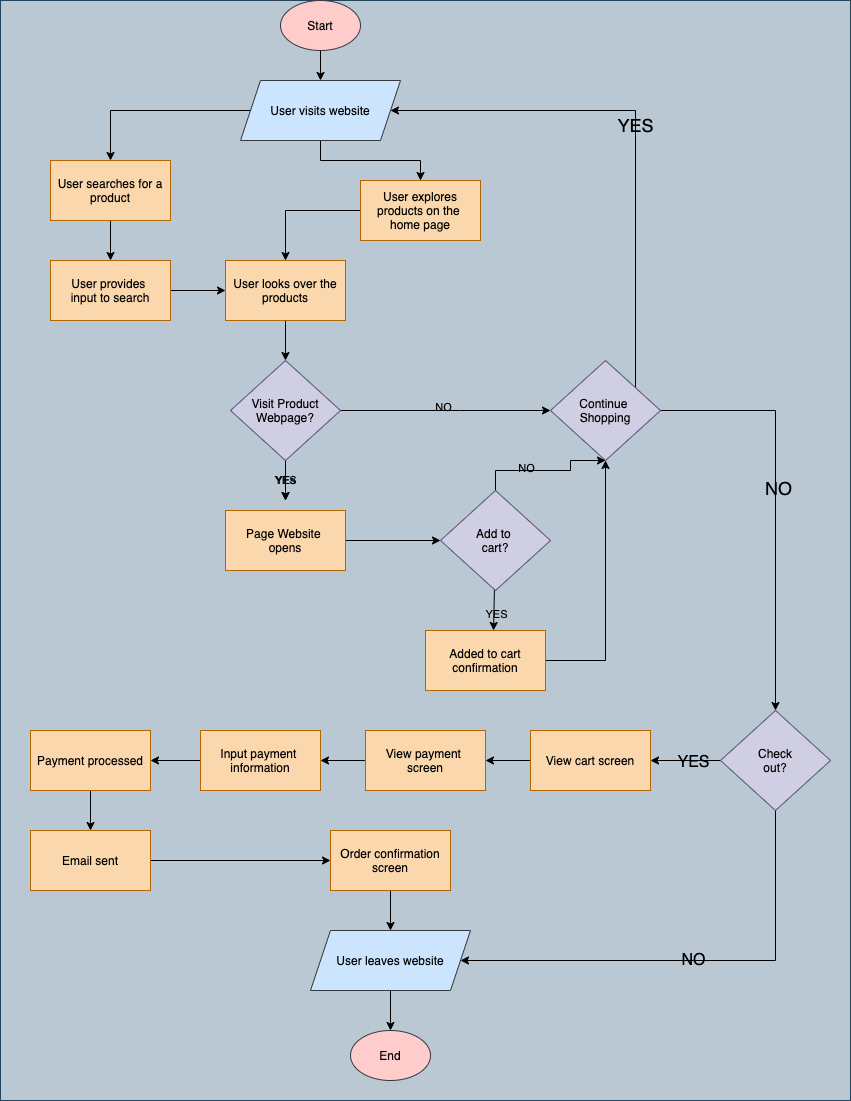 Start
User visits website
YES
User searches for a
product
User explores
products on the
home page
User provides
input to search
User looks over the
products
Visit Product
Webpage?
NO
Continue
Shopping
YES
NO
NO
Page Website
opens
Add to
cart?
YES
Added to cart
confirmation
Payment processed
Input payment
information
View payment
screen
View cart screen
YES
Check
out?
Email sent
Order confirmation
screen
User leaves website
NO
End